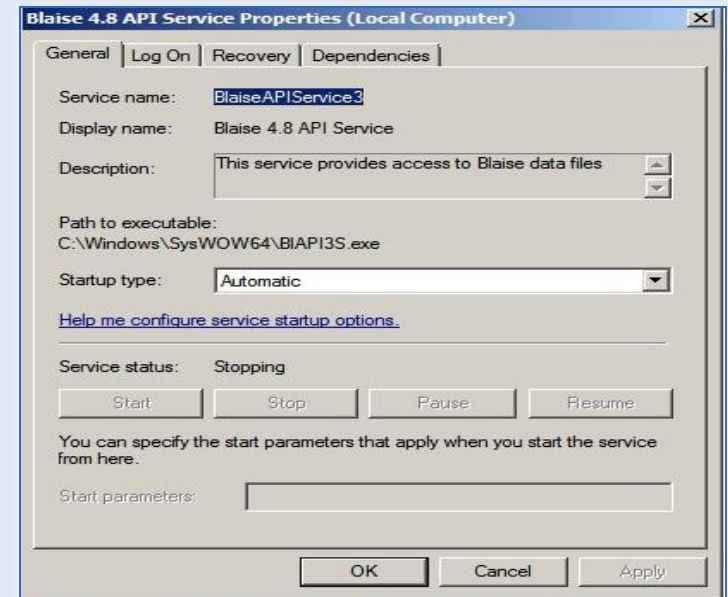 Blaise 4.8 API Service Properties (Local Computer)
General Log On Recovery Dependencies
Service name: BlaiseAPIService3
Display name: Blaise 4.8 API Service
Description: This service provides access to Blaise data files
Path to executable:
C:\Windows\SysWOW64\BlAPI3S.exe
Startup type: Automatic
Help me configure service startup options.
Service status: Stopping
Start Stop Pause Resume
You can specify the start parameters that apply when you start the service
from here.
Start parameters:
OK Cancel Apply